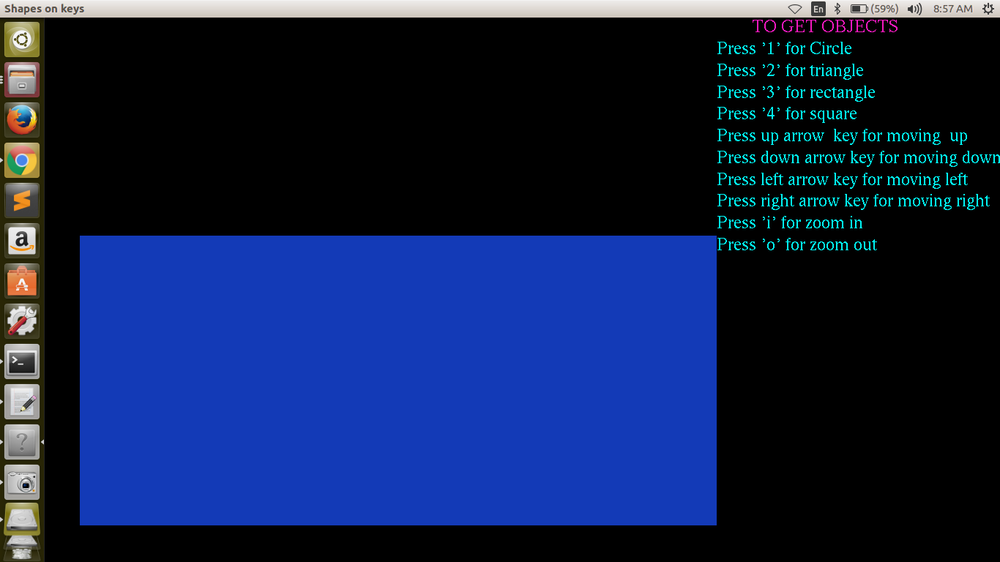 Shapes on keys
En
(59%)
8:57 AM
TO GET OBJECTS
Press ’1’ for Circle
Press ’2’ for triangle
Press ’3’ for rectangle
Press ’4’ for square
Press up arrow  key for moving  up
Press down arrow key for moving down
Press left arrow key for moving left
Press right arrow key for moving right
Press ’i’ for zoom in
Press ’o’ for zoom out
a
A
>_
?